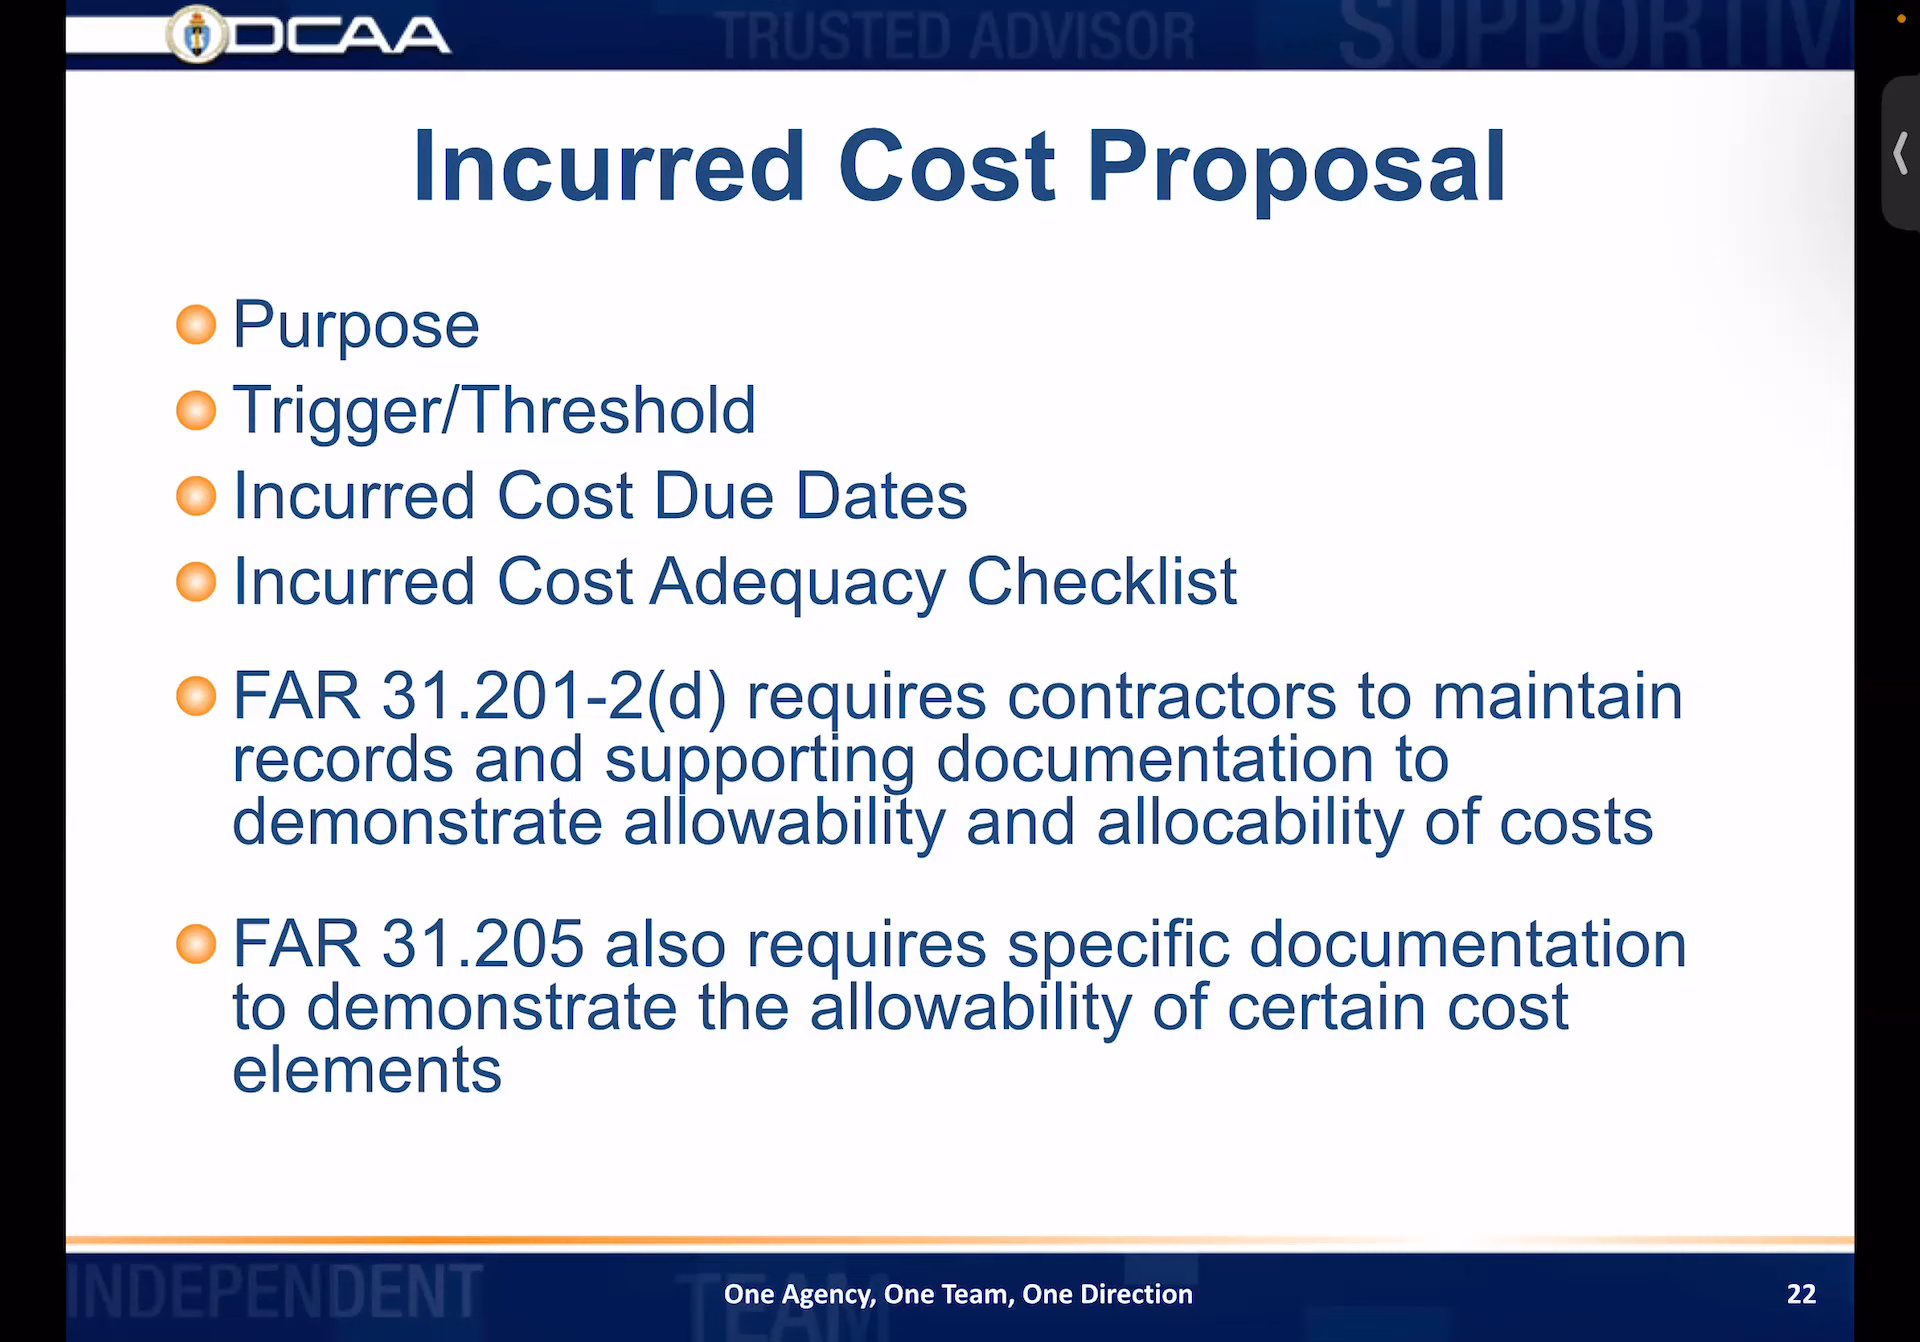 DCAA
TRUSTED ADVISOR
SUPPORTIV
Incurred Cost Proposal
Purpose
Trigger/Threshold
Incurred Cost Due Dates
Incurred Cost Adequacy Checklist
FAR 31.201-2(d) requires contractors to maintain
records and supporting documentation to
demonstrate allowability and allocability of costs
FAR 31.205 also requires specific documentation
to demonstrate the allowability of certain cost
elements
INDEPENDENT
TEAM
One Agency, One Team, One Direction
22